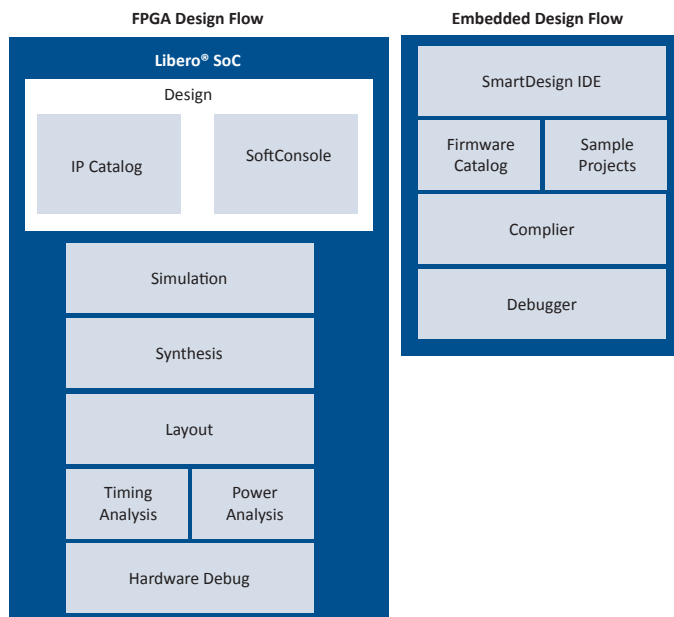 FPGA Design Flow
Libero® SoC
Design
IP Catalog
SoftConsole
Simulation
Synthesis
Layout
Timing
Analysis
Power
Analysis
Hardware Debug
Embedded Design Flow
SmartDesign IDE
Firmware
Catalog
Sample
Projects
Complier
Debugger